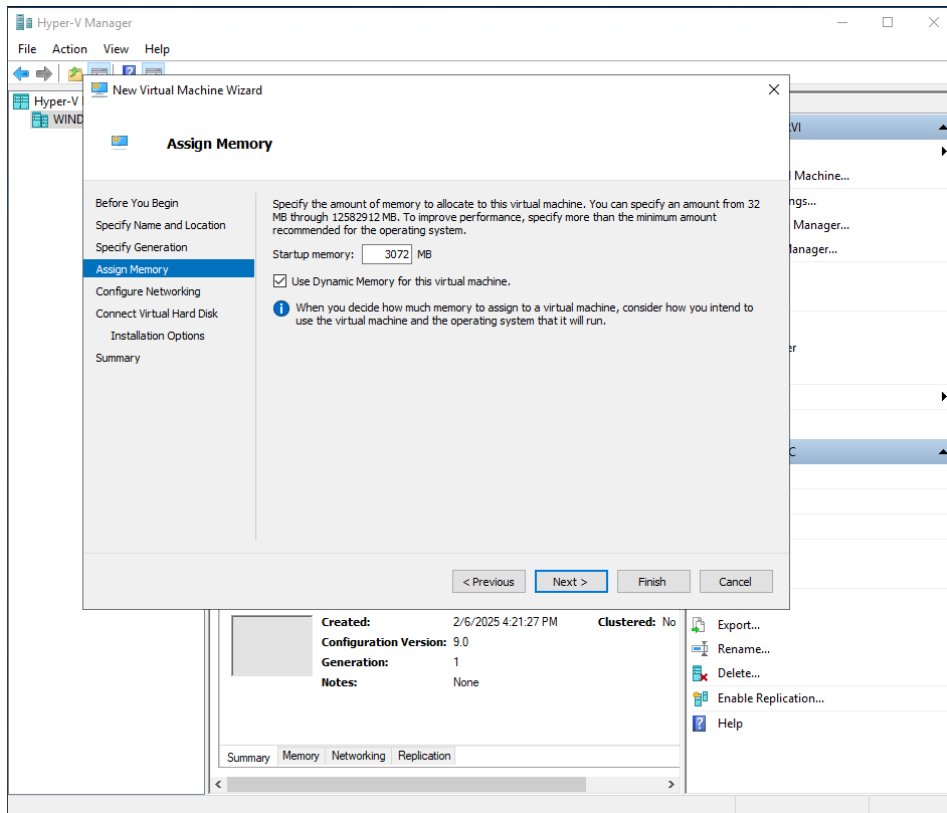 Hyper-V Manager
File Action View Help
Hyper-V
WIND
New Virtual Machine Wizard
Assign Memory
Before You Begin
Specify Name and Location
Specify Generation
Assign Memory
Configure Networking
Connect Virtual Hard Disk
Installation Options
Summary
Specify the amount of memory to allocate to this virtual machine. You can specify an amount from 32
MB through 12582912 MB. To improve performance, specify more than the minimum amount
recommended for the operating system.
Startup memory: 3072 MB
Use Dynamic Memory for this virtual machine.
When you decide how much memory to assign to a virtual machine, consider how you intend to
use the virtual machine and the operating system that it will run.
< Previous Next > Finish Cancel
VI
Machine...
ngs...
Manager...
Manager...
er
C
Created: 2/6/2025 4:21:27 PM Clustered: No
Configuration Version: 9.0
Generation: 1
Notes: None
Summary Memory Networking Replication
Export...
Rename...
Delete...
Enable Replication...
Help